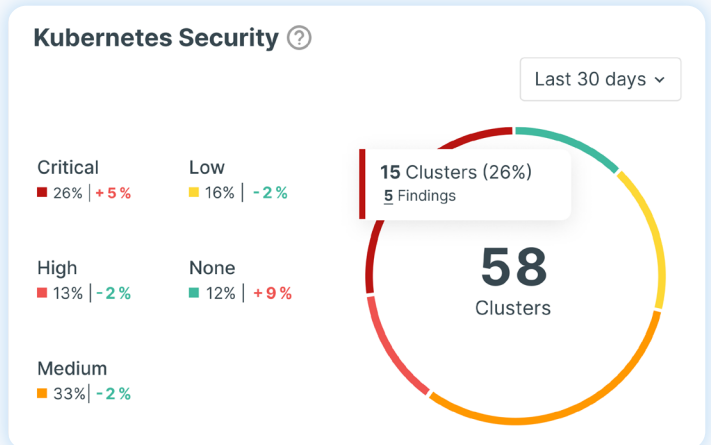 Kubernetes Security ?
Last 30 days
Critical
26% | +5%
Low
16% | -2%
High
13% | -2%
None
12% | +9%
Medium
33% | -2%
15 Clusters (26%)
5 Findings
58
Clusters